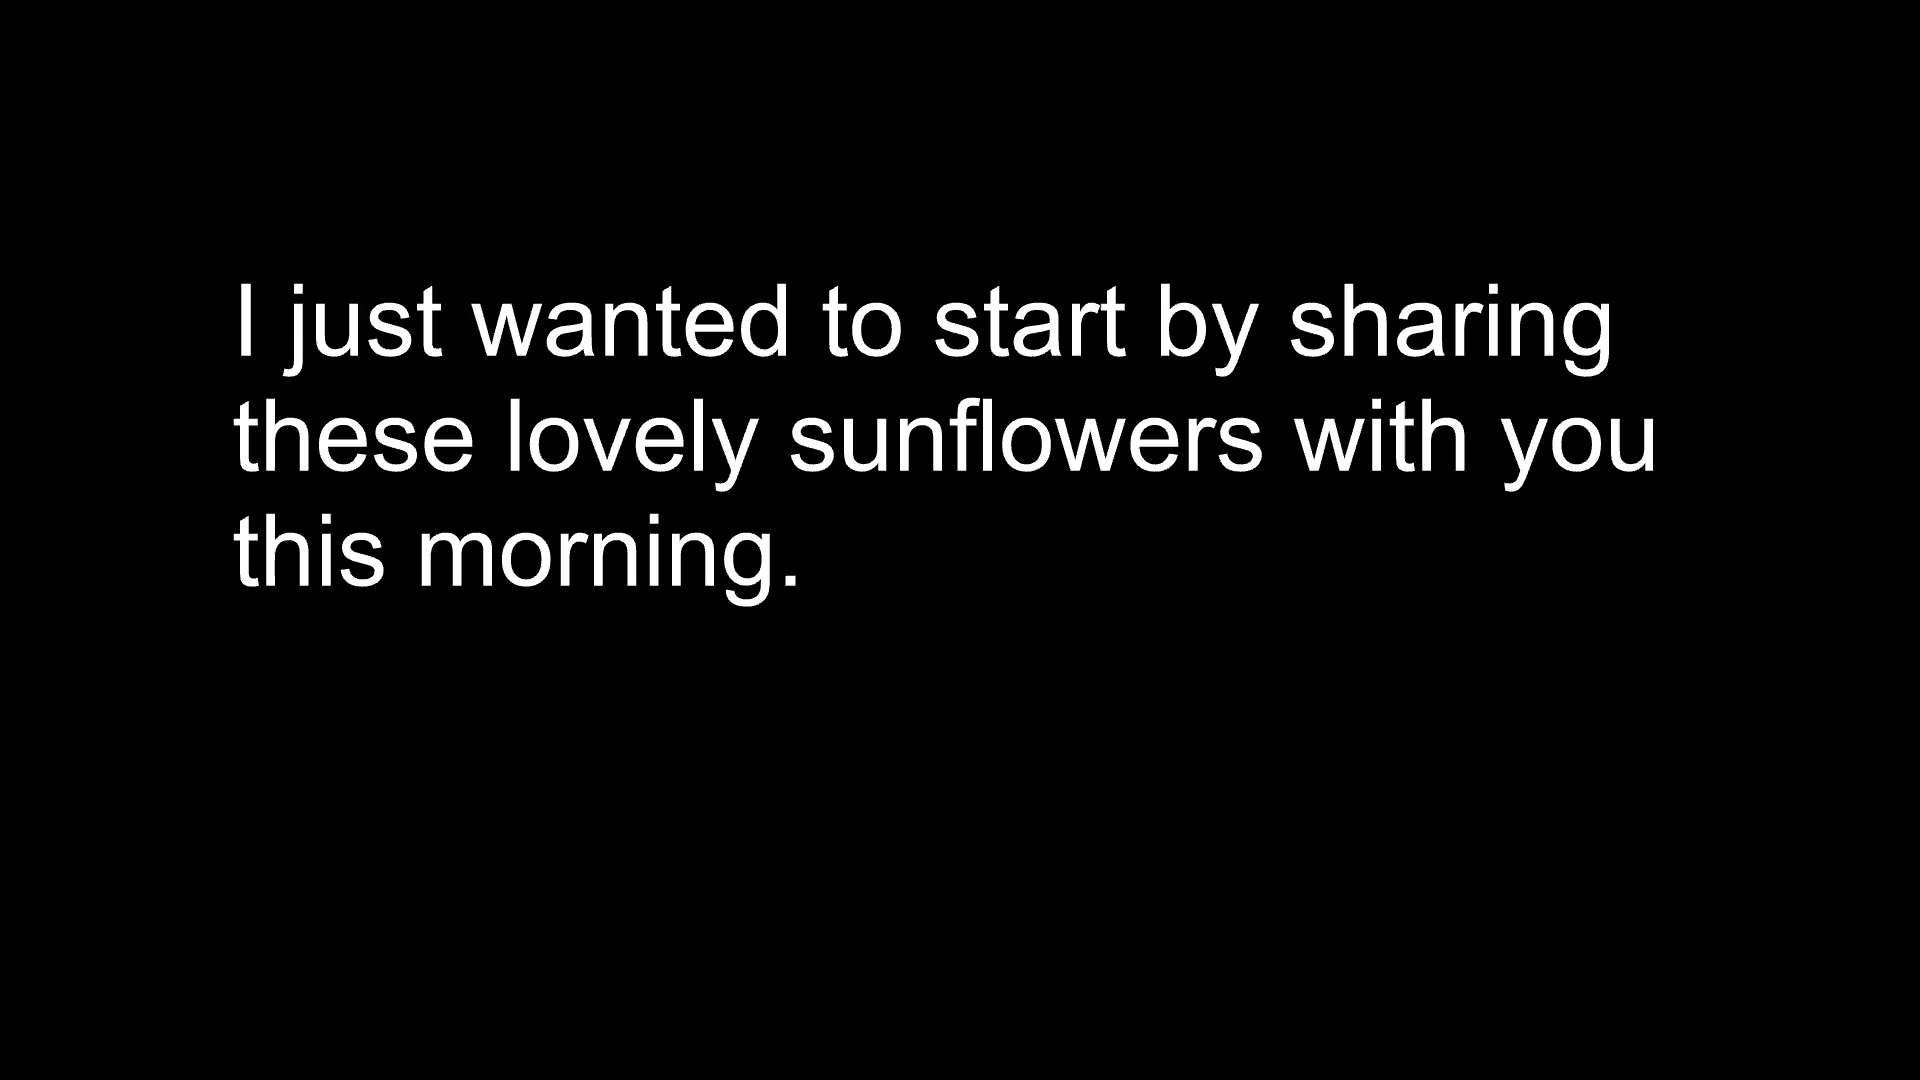 I just wanted to start by sharing
these lovely sunflowers with you
this morning.